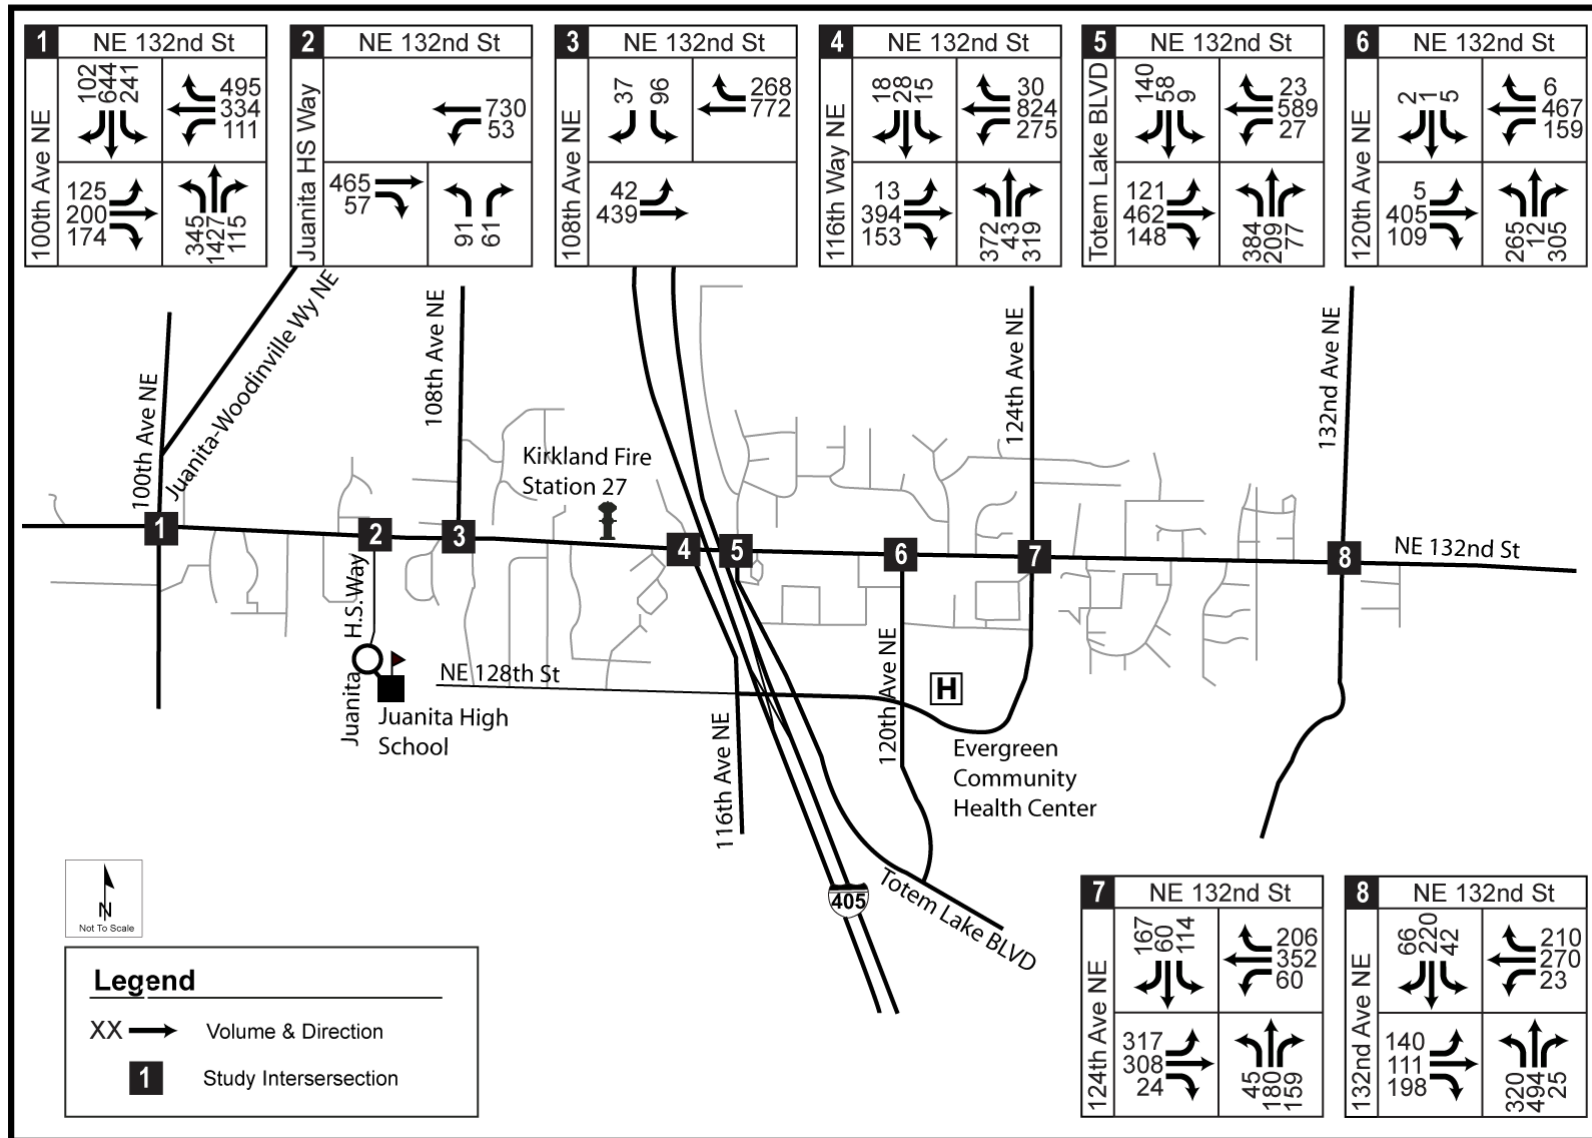 1
NE 132nd St
100th Ave NE
102
644
241
495
334
111
125
200
174
345
1427
115
2
NE 132nd St
Juanita HS Way
730
53
465
57
91
61
3
NE 132nd St
108th Ave NE
37
96
268
772
42
439
4
NE 132nd St
116th Way NE
18
28
15
30
824
275
13
394
153
372
43
319
5
NE 132nd St
Totem Lake BLVD
140
58
9
23
589
27
121
462
148
384
209
77
6
NE 132nd St
120th Ave NE
2
1
5
6
467
159
5
405
109
265
12
305
100th Ave NE
Juanita-Woodinville Wy NE
100th Ave NE
108th Ave NE
124th Ave NE
132nd Ave NE
Kirkland Fire
Station 27
1
2
3
4
5
6
7
8
NE 132nd St
Juanita
H.S. Way
NE 128th St
Juanita High
School
116th Ave NE
120th Ave NE
H
Evergreen
Community
Health Center
405
Totem Lake BLVD
N
Not To Scale
Legend
XX
Volume & Direction
1
Study Intersersection
7
NE 132nd St
124th Ave NE
167
60
114
206
352
60
317
308
24
45
180
159
8
NE 132nd St
132nd Ave NE
66
220
42
210
270
23
140
111
198
320
494
25